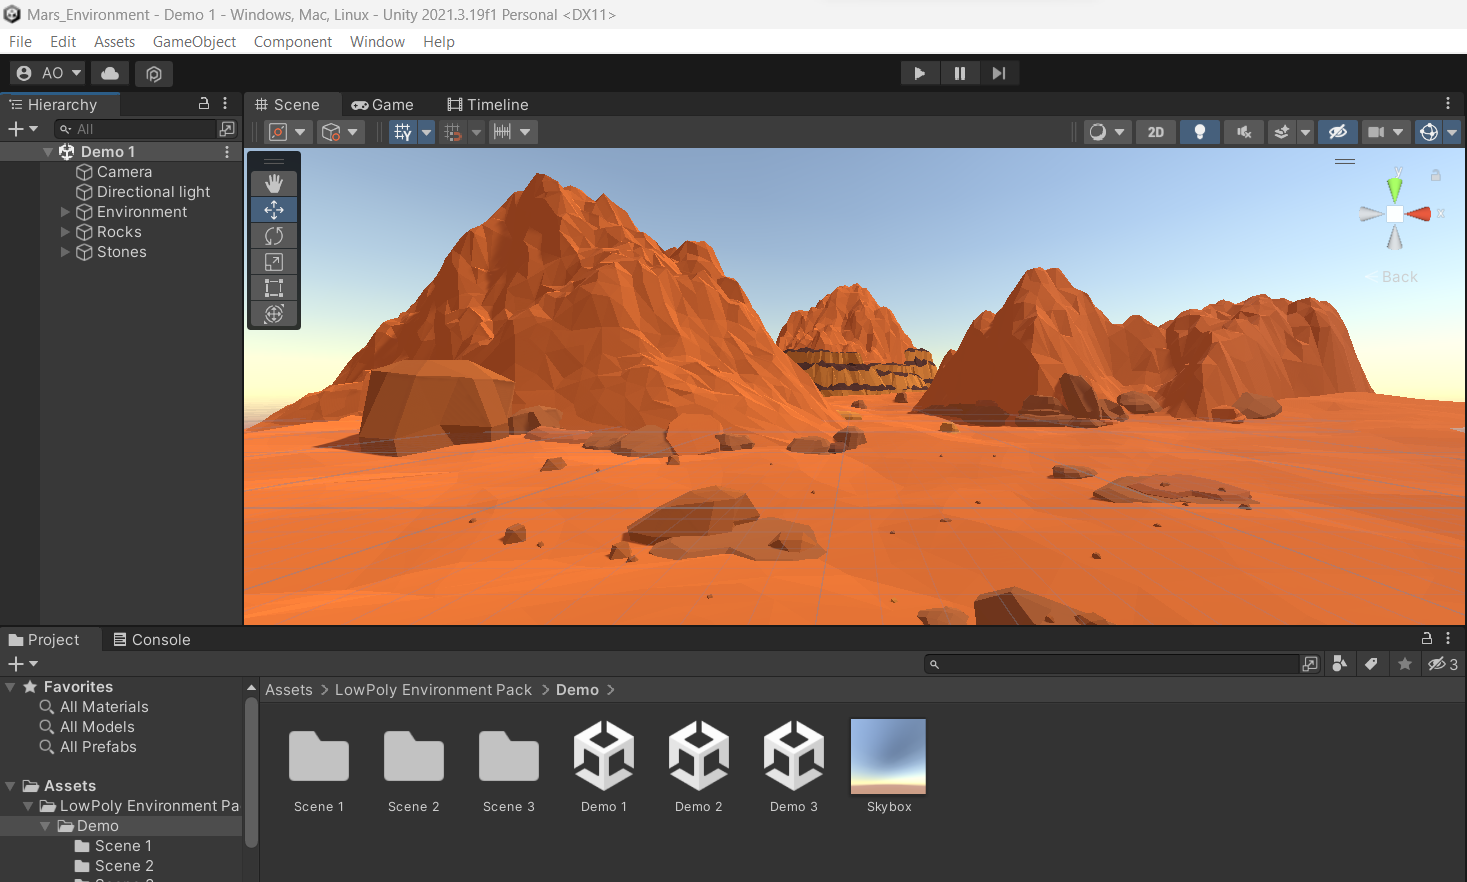 Mars_Environment - Demo 1 - Windows, Mac, Linux - Unity 2021.3.19f1 Personal <DX11>
File Edit Assets GameObject Component Window Help
AO
Hierarchy
All
Demo 1
Camera
Directional light
Environment
Rocks
Stones
Scene Game Timeline
Y 2D
y
x
< Back
Project Console
3
Favorites
All Materials
All Models
All Prefabs
Assets
LowPoly Environment Pa
Demo
Scene 1
Scene 2
Assets > LowPoly Environment Pack > Demo >
Scene 1 Scene 2 Scene 3 Demo 1 Demo 2 Demo 3 Skybox